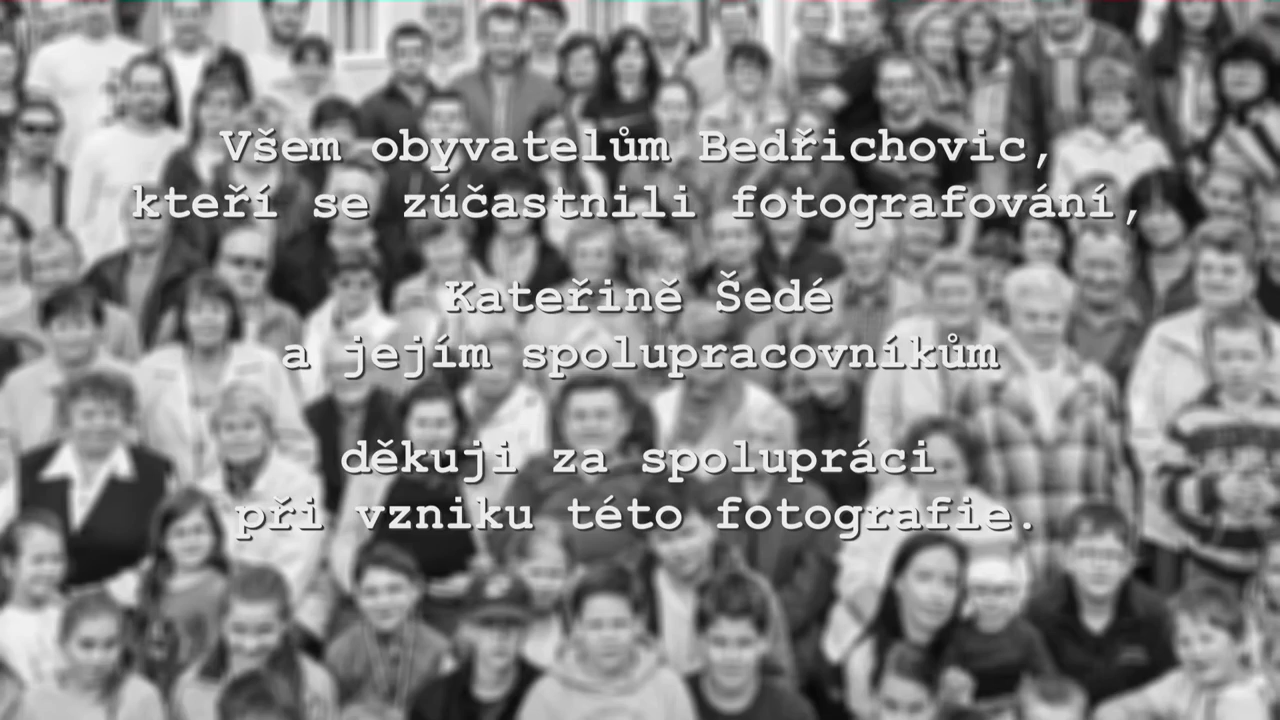 Všem obyvatelům Bedřichovic,
kteří se zúčastnili fotografování,
Kateřině Šedé
a jejím spolupracovníkům
děkuji za spolupráci
při vzniku této fotografie.